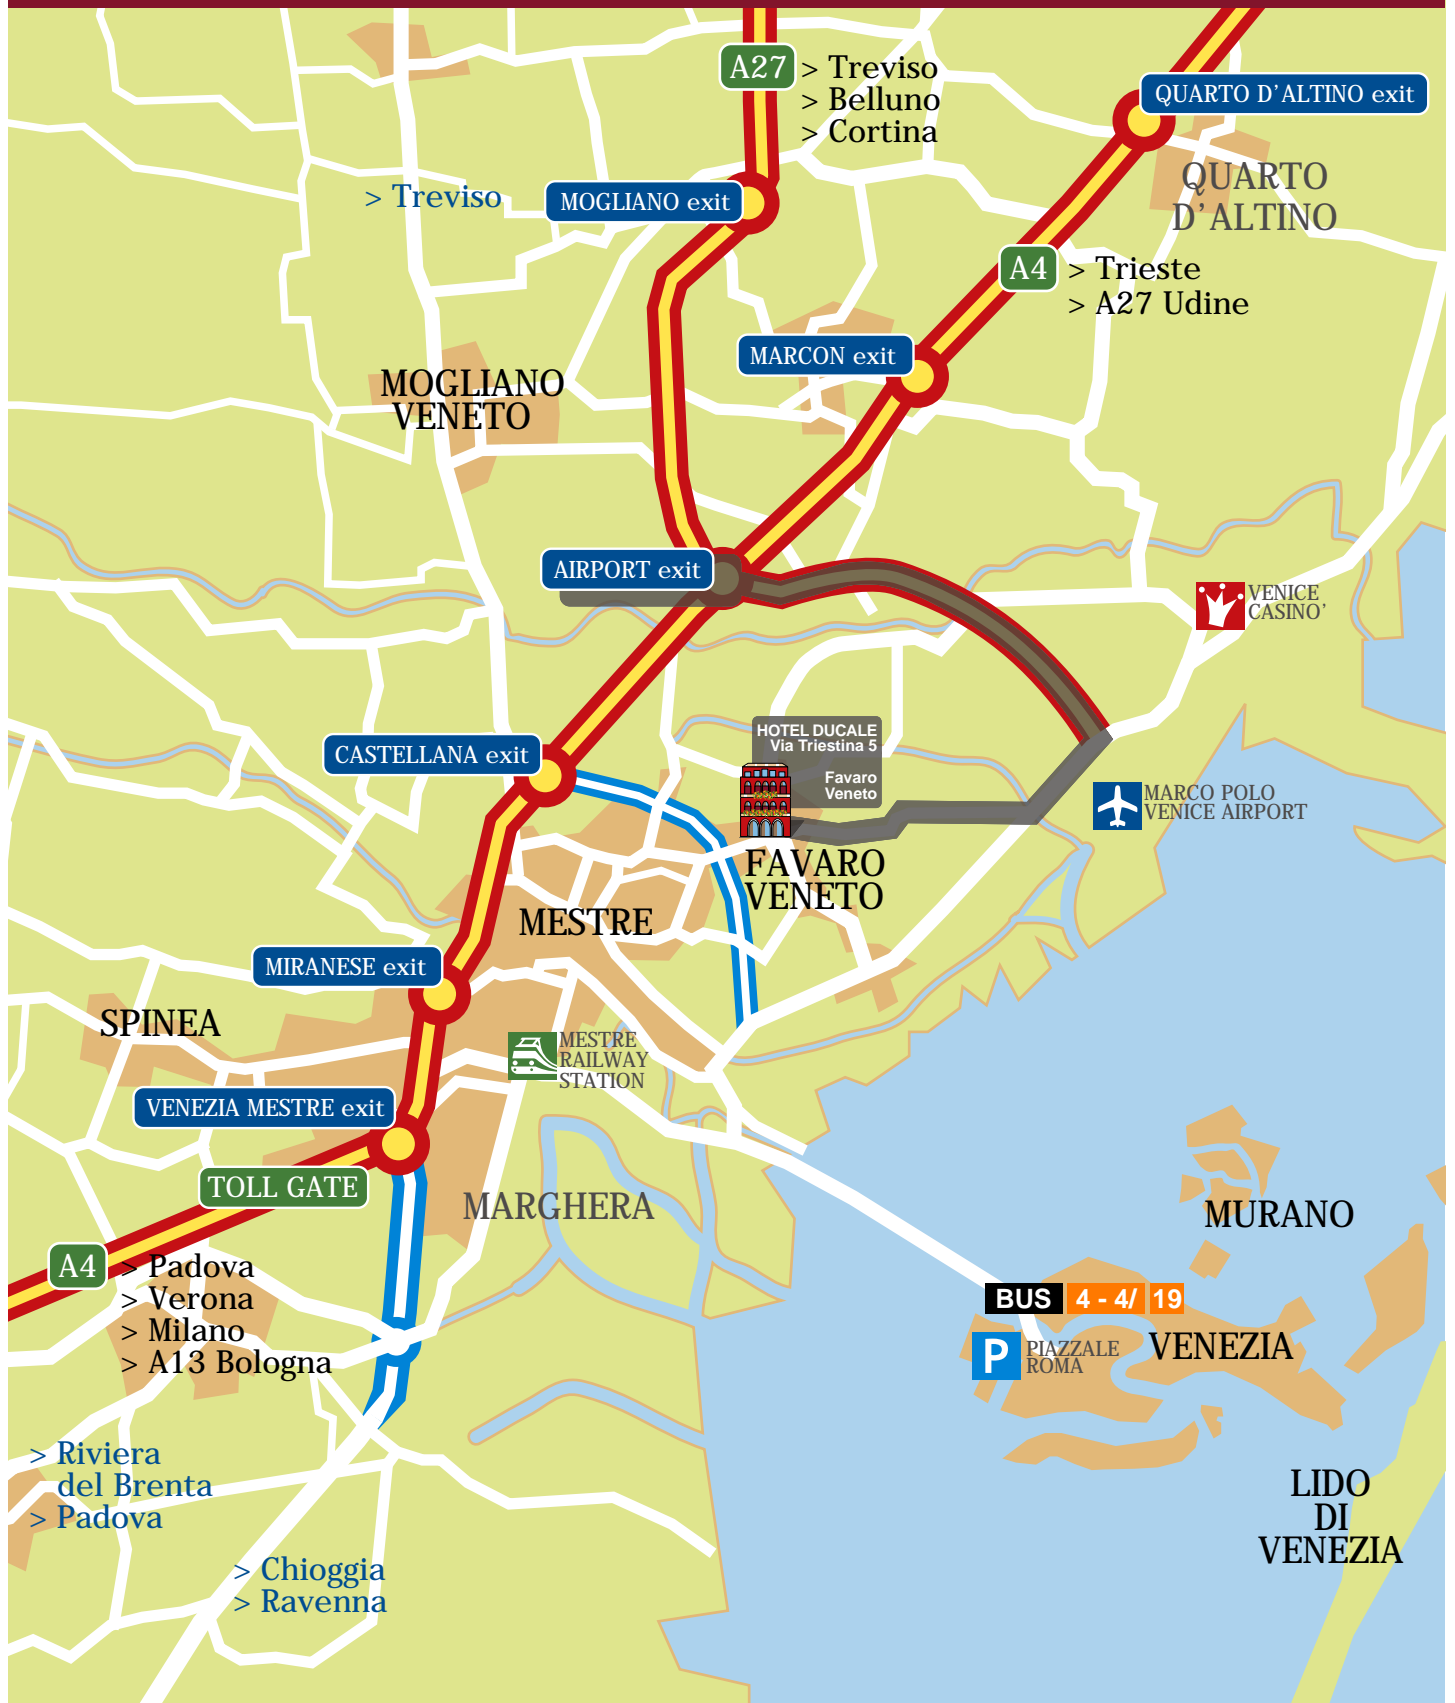 A27
> Treviso
> Belluno
> Cortina
QUARTO D'ALTINO exit
QUARTO
D'ALTINO
> Treviso
MOGLIANO exit
A4
> Trieste
> A27 Udine
MARCON exit
MOGLIANO
VENETO
AIRPORT exit
VENICE
CASINO'
HOTEL DUCALE
Via Triestina 5
Favaro
Veneto
CASTELLANA exit
MARCO POLO
VENICE AIRPORT
FAVARO
VENETO
MESTRE
MIRANESE exit
SPINEA
MESTRE
RAILWAY
STATION
VENEZIA MESTRE exit
TOLL GATE
MARGHERA
MURANO
A4
> Padova
> Verona
> Milano
> A13 Bologna
BUS 4 - 4/ 19
P
PIAZZALE
ROMA
VENEZIA
> Riviera
del Brenta
> Padova
LIDO
DI
VENEZIA
> Chioggia
> Ravenna